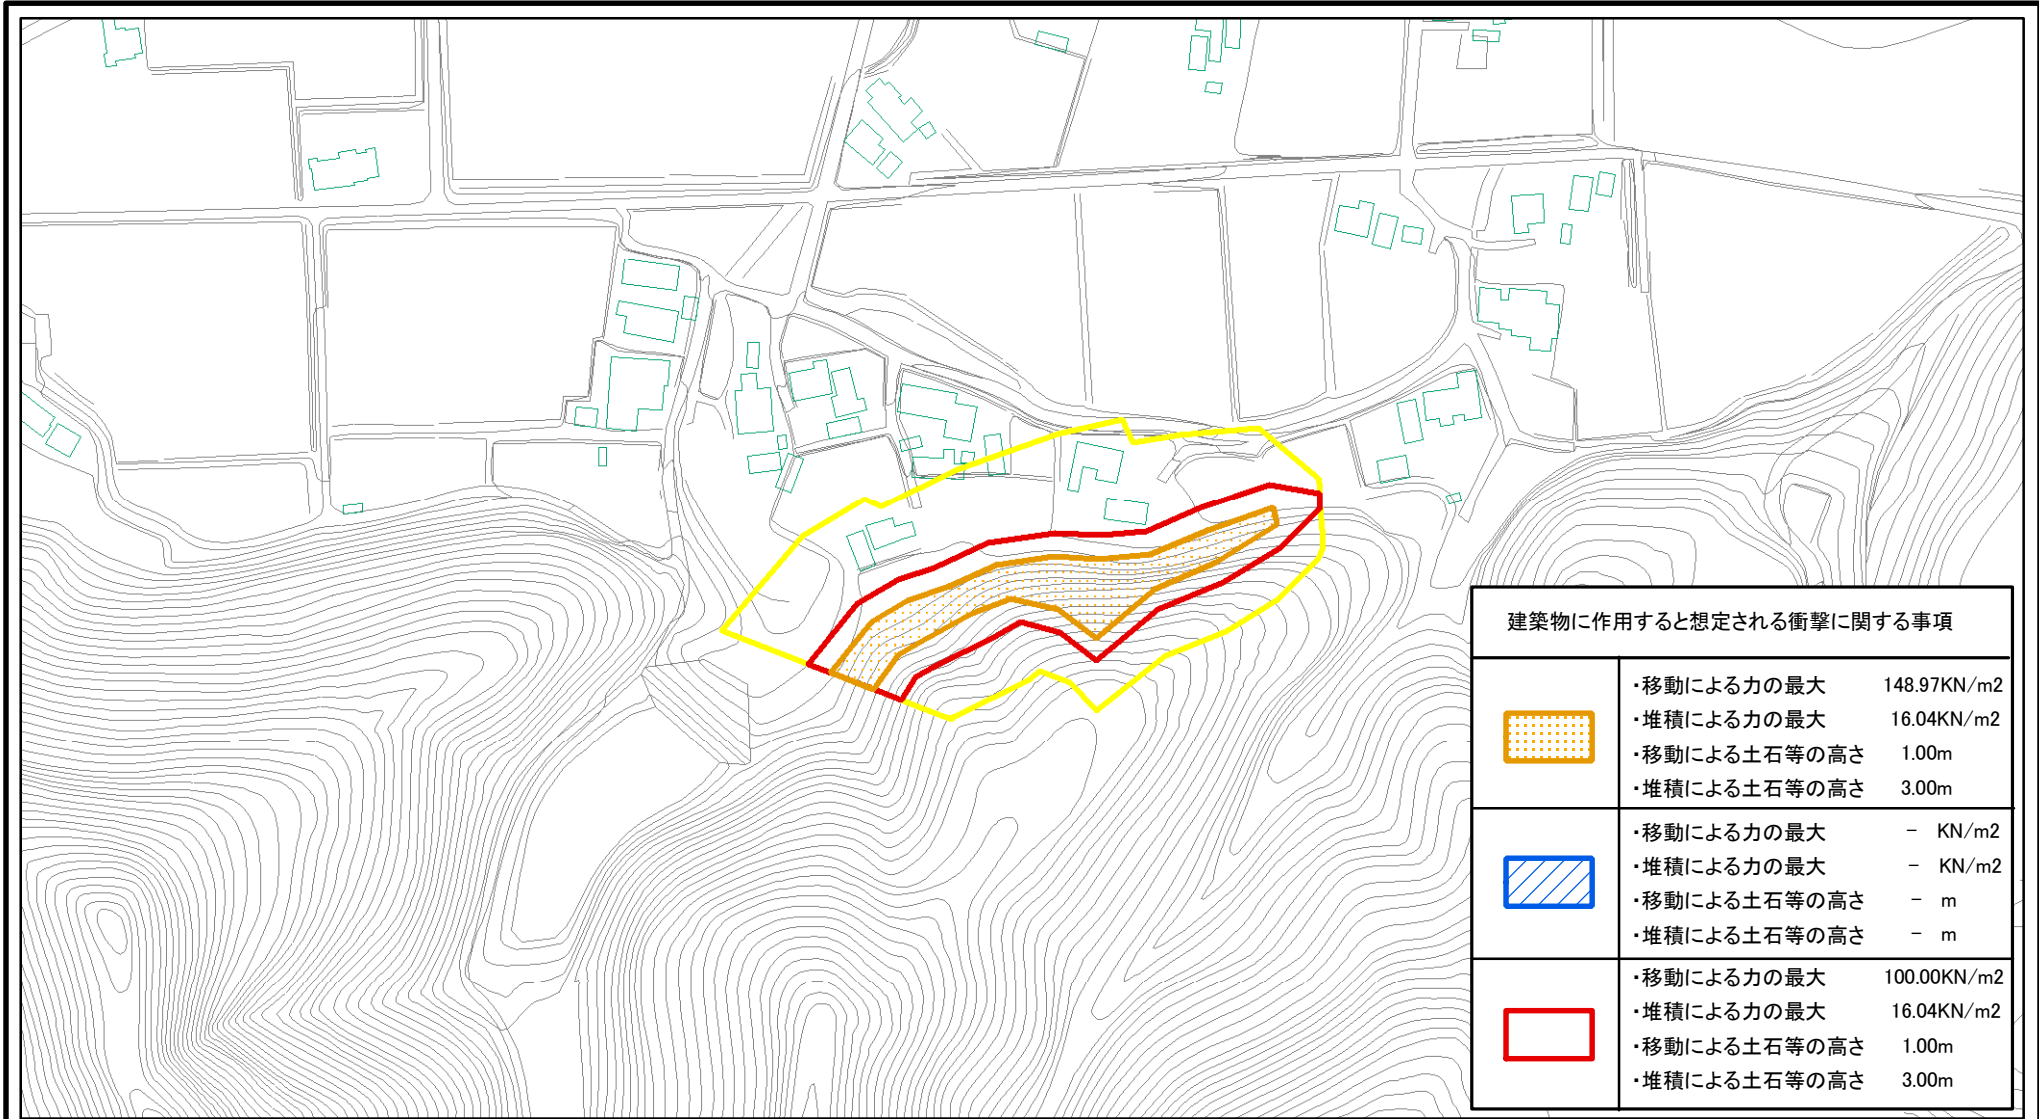 建築物に作用すると想定される衝撃に関する事項
・移動による力の最大 148.97KN/m2
・堆積による力の最大 16.04KN/m2
・移動による土石等の高さ 1.00m
・堆積による土石等の高さ 3.00m
・移動による力の最大 − KN/m2
・堆積による力の最大 − KN/m2
・移動による土石等の高さ − m
・堆積による土石等の高さ − m
・移動による力の最大 100.00KN/m2
・堆積による力の最大 16.04KN/m2
・移動による土石等の高さ 1.00m
・堆積による土石等の高さ 3.00m